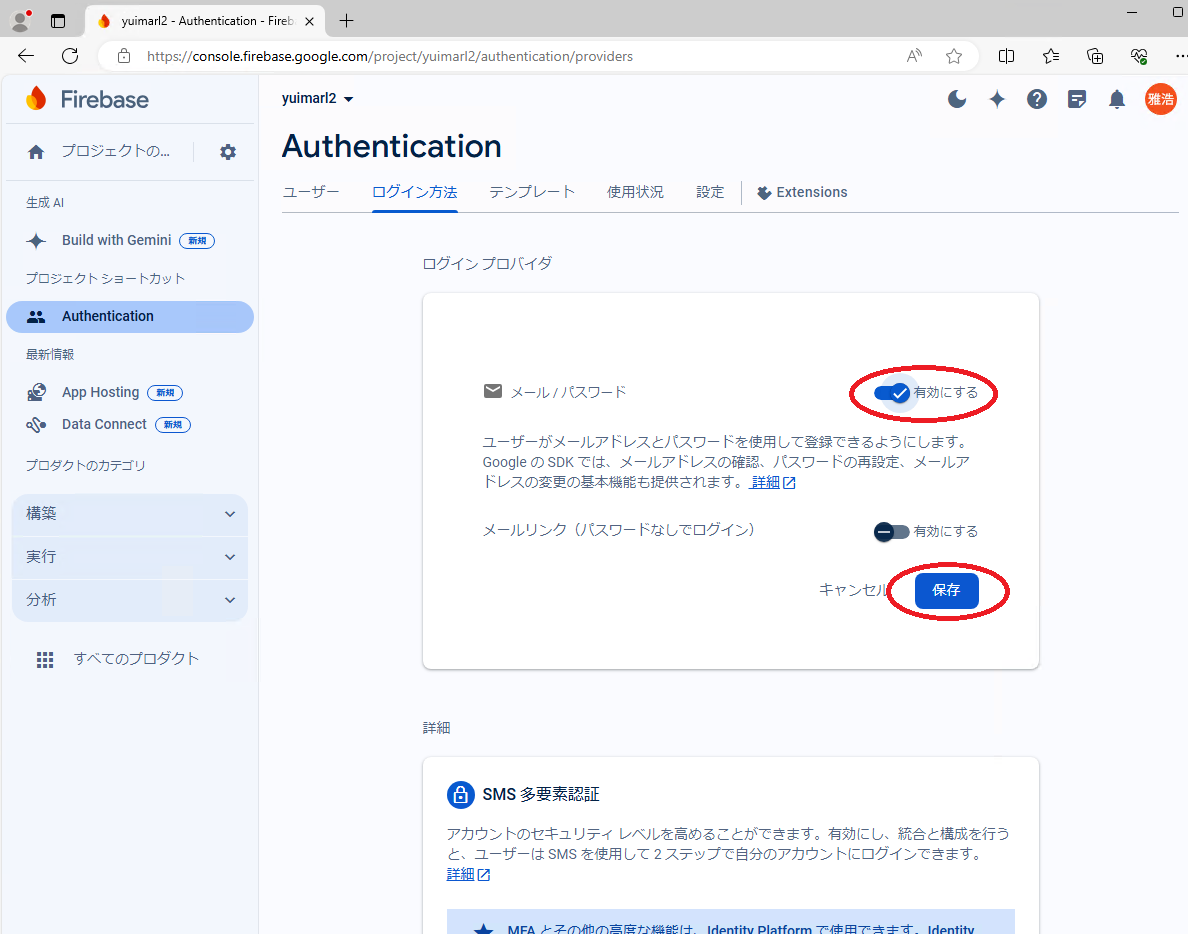 yuimarl2 - Authentication - Fireb
https://console.firebase.google.com/project/yuimarl2/authentication/providers
Firebase
プロジェクトの...
生成 AI
Build with Gemini 新規
プロジェクト ショートカット
Authentication
最新情報
App Hosting 新規
Data Connect 新規
プロダクトのカテゴリ
構築
実行
分析
すべてのプロダクト
yuimarl2
雅浩
Authentication
ユーザー ログイン方法 テンプレート 使用状況 設定 Extensions
ログイン プロバイダ
メール / パスワード 有効にする
ユーザーがメールアドレスとパスワードを使用して登録できるようにします。
Google の SDK では、メールアドレスの確認、パスワードの再設定、メールア
ドレスの変更の基本機能も提供されます。 詳細
メールリンク（パスワードなしでログイン） 有効にする
キャンセル 保存
詳細
SMS 多要素認証
アカウントのセキュリティ レベルを高めることができます。有効にし、統合と構成を行う
と、ユーザーは SMS を使用して 2 ステップで自分のアカウントにログインできます。
詳細
MFA とその他の高度な機能は、Identity Platform で使用できます。Identity